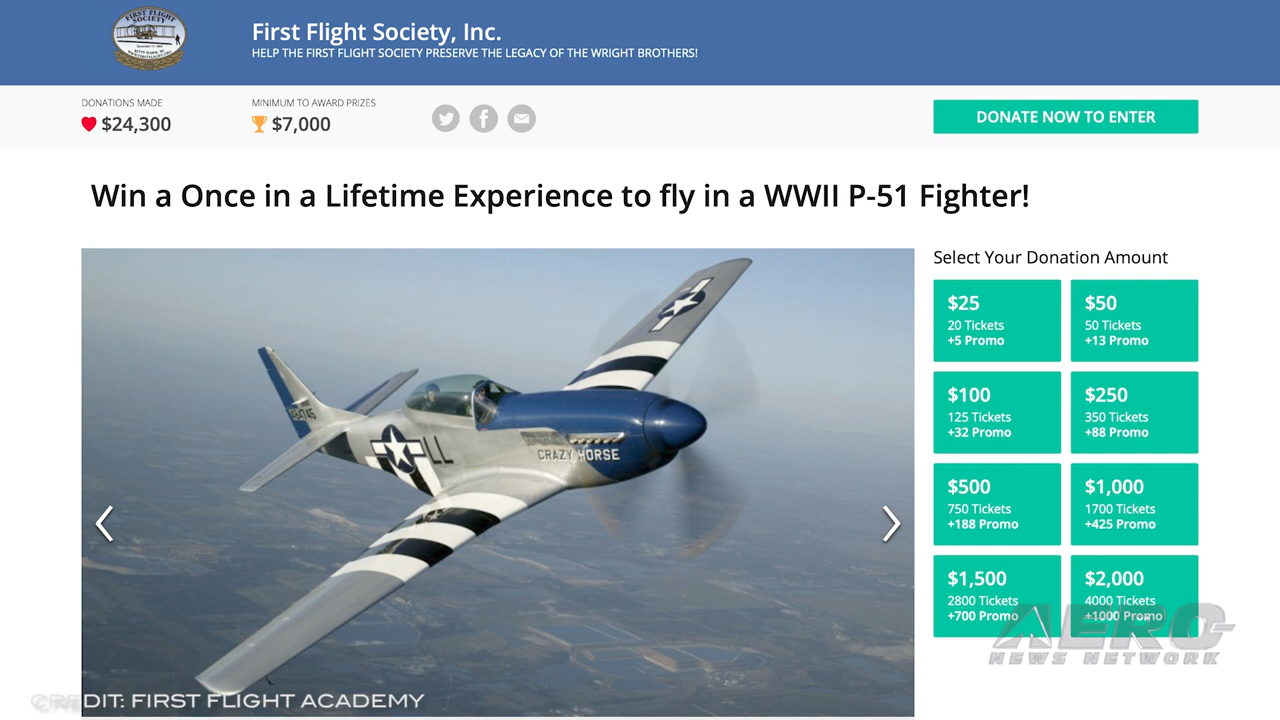 FIRST FLIGHT
SOCIETY
First Flight Society, Inc.
HELP THE FIRST FLIGHT SOCIETY PRESERVE THE LEGACY OF THE WRIGHT BROTHERS!
DONATIONS MADE
$24,300
MINIMUM TO AWARD PRIZES
$7,000
DONATE NOW TO ENTER
Win a Once in a Lifetime Experience to fly in a WWII P-51 Fighter!
LL
CRAZY HORSE
Select Your Donation Amount
$25
20 Tickets
+5 Promo
$50
50 Tickets
+13 Promo
$100
125 Tickets
+32 Promo
$250
350 Tickets
+88 Promo
$500
750 Tickets
+188 Promo
$1,000
1700 Tickets
+425 Promo
$1,500
2800 Tickets
+700 Promo
$2,000
4000 Tickets
+1000 Promo
AERO
NEWS NETWORK
CREDIT: FIRST FLIGHT ACADEMY